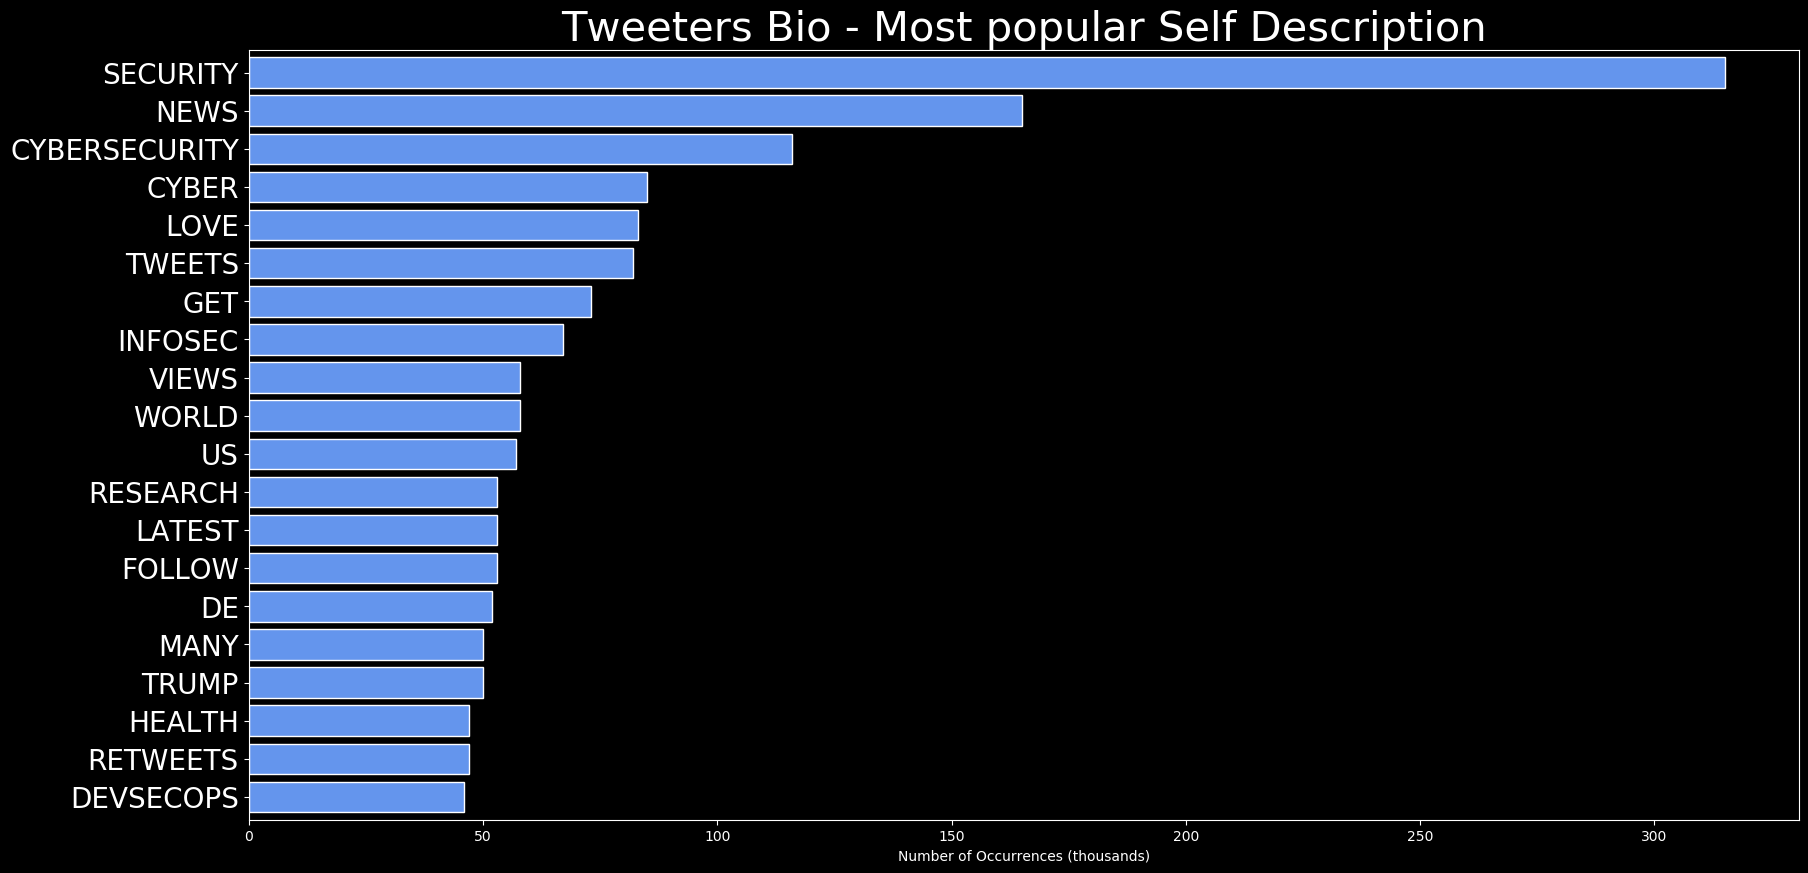 Tweeters Bio - Most popular Self Description
SECURITY
NEWS
CYBERSECURITY
CYBER
LOVE
TWEETS
GET
INFOSEC
VIEWS
WORLD
US
RESEARCH
LATEST
FOLLOW
DE
MANY
TRUMP
HEALTH
RETWEETS
DEVSECOPS
0 50 100 150 200 250 300
Number of Occurrences (thousands)